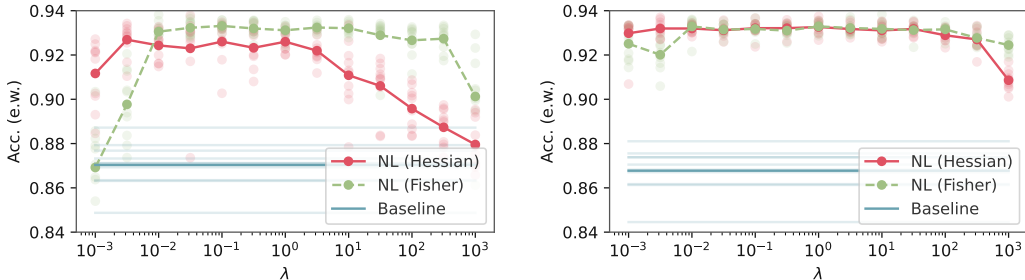 0.94
0.92
0.90
0.88
0.86
0.84
Acc. (e.w.)
10⁻³
10⁻²
10⁻¹
10⁰
10¹
10²
10³
λ
NL (Hessian)
NL (Fisher)
Baseline
0.94
0.92
0.90
0.88
0.86
0.84
Acc. (e.w.)
10⁻³
10⁻²
10⁻¹
10⁰
10¹
10²
10³
λ
NL (Hessian)
NL (Fisher)
Baseline